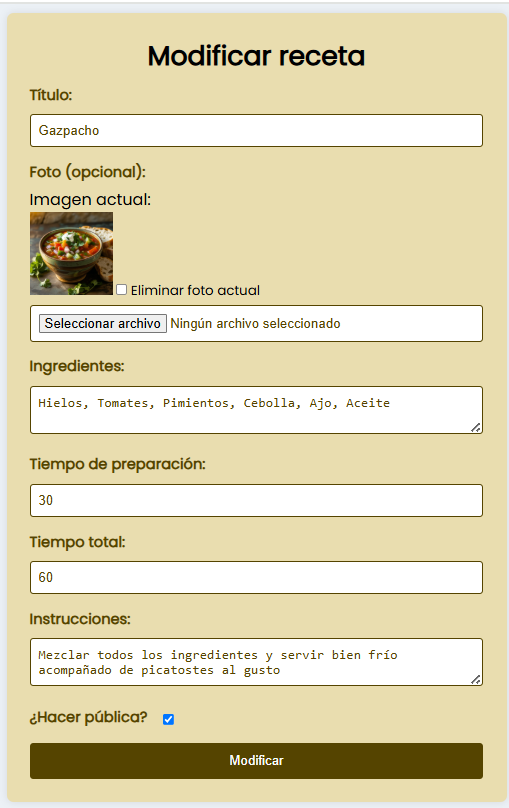 Modificar receta
Título:
Gazpacho
Foto (opcional):
Imagen actual:
Eliminar foto actual
Seleccionar archivo Ningún archivo seleccionado
Ingredientes:
Hielos, Tomates, Pimientos, Cebolla, Ajo, Aceite
Tiempo de preparación:
30
Tiempo total:
60
Instrucciones:
Mezclar todos los ingredientes y servir bien frío
acompañado de picatostes al gusto
¿Hacer pública?
Modificar